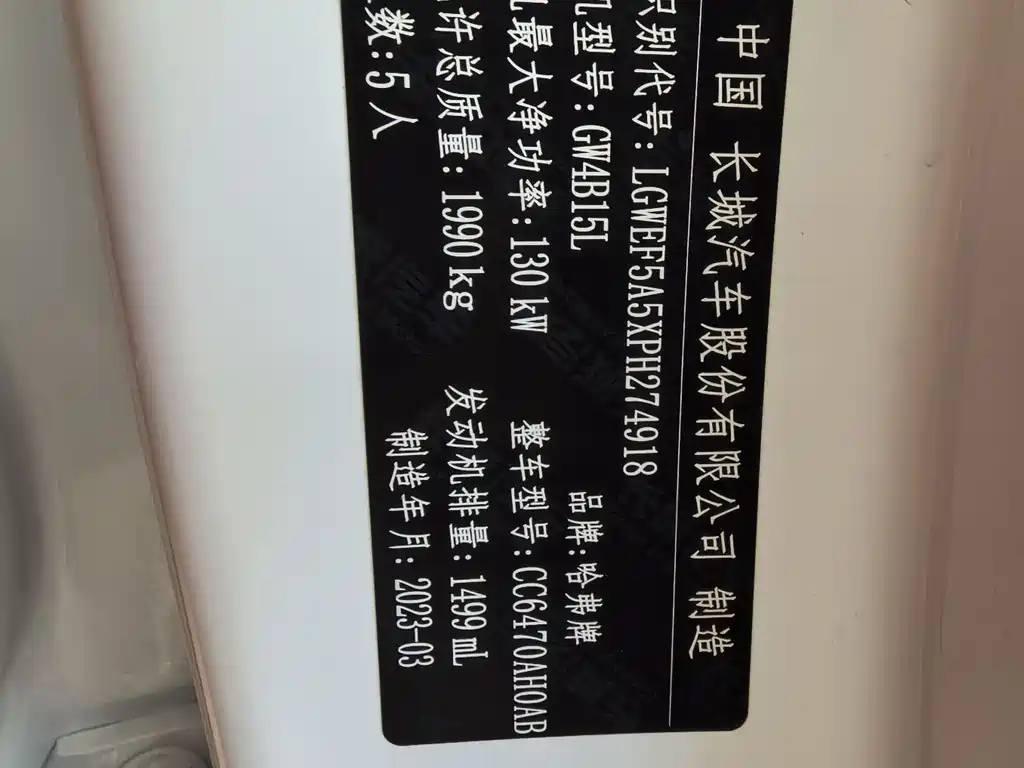 中国 长城汽车股份有限公司 制造
识别代号: LGWEF5A5XPH274918
机型号: GW4B15L 品牌: 哈弗牌
最大净功率: 130 kW 整车型号: CC6470AH0AB
许总质量: 1990 kg 发动机排量: 1499 mL
数: 5 人 制造年月: 2023-03